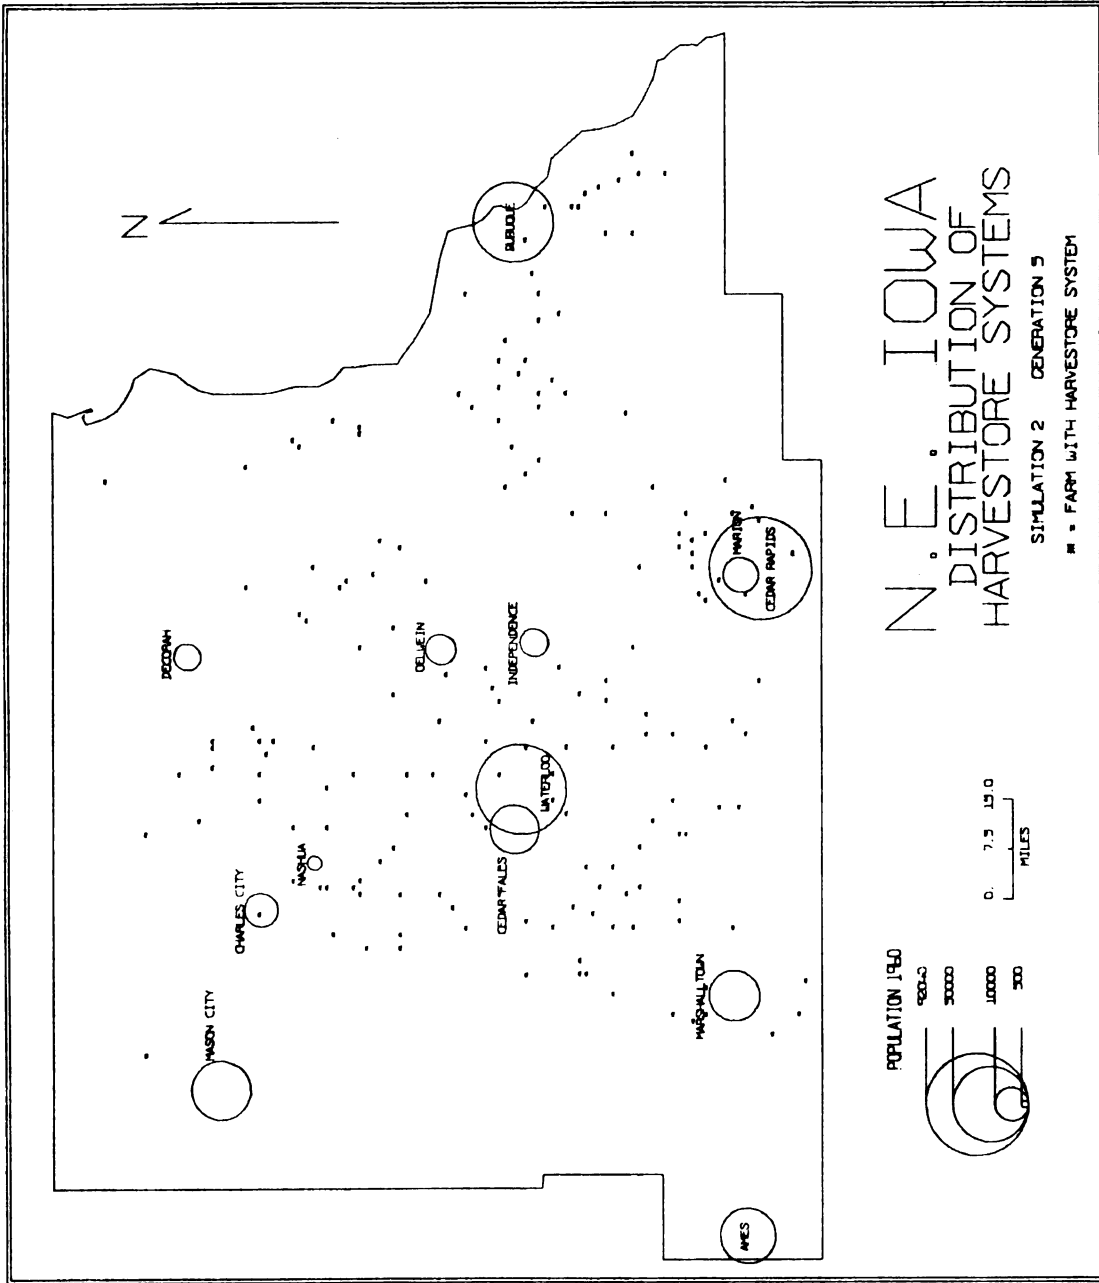 N
DECORAH
MASON CITY
CHARLES CITY
NASHUA
OELWEIN
DUBUQUE
INDEPENDENCE
WATERLOO
CEDAR FALES
MARION
CEDAR RAPIDS
MARSHALLTOWN
AMES
POPULATION 1960
92040
50000
10000
500
0. 7.5 15.0
MILES
N. E. IOWA
DISTRIBUTION OF
HARVESTORE SYSTEMS
SIMULATION 2 GENERATION 5
* = FARM WITH HARVESTORE SYSTEM